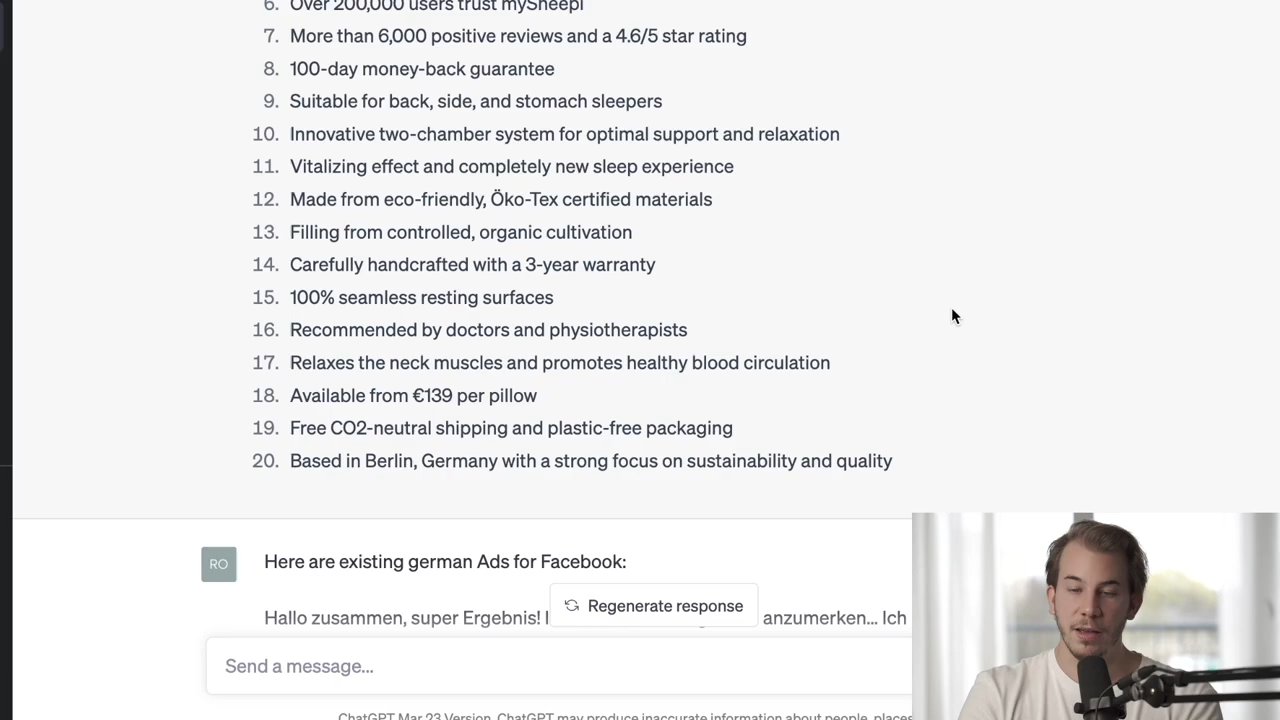 6. Over 200,000 users trust mySheepi
7. More than 6,000 positive reviews and a 4.6/5 star rating
8. 100-day money-back guarantee
9. Suitable for back, side, and stomach sleepers
10. Innovative two-chamber system for optimal support and relaxation
11. Vitalizing effect and completely new sleep experience
12. Made from eco-friendly, Öko-Tex certified materials
13. Filling from controlled, organic cultivation
14. Carefully handcrafted with a 3-year warranty
15. 100% seamless resting surfaces
16. Recommended by doctors and physiotherapists
17. Relaxes the neck muscles and promotes healthy blood circulation
18. Available from €139 per pillow
19. Free CO2-neutral shipping and plastic-free packaging
20. Based in Berlin, Germany with a strong focus on sustainability and quality
RO Here are existing german Ads for Facebook:
Regenerate response
Hallo zusammen, super Ergebnis! anzumerken... Ich
Send a message...
ChatGPT Mar 23 Version. ChatGPT may produce inaccurate information about people, places